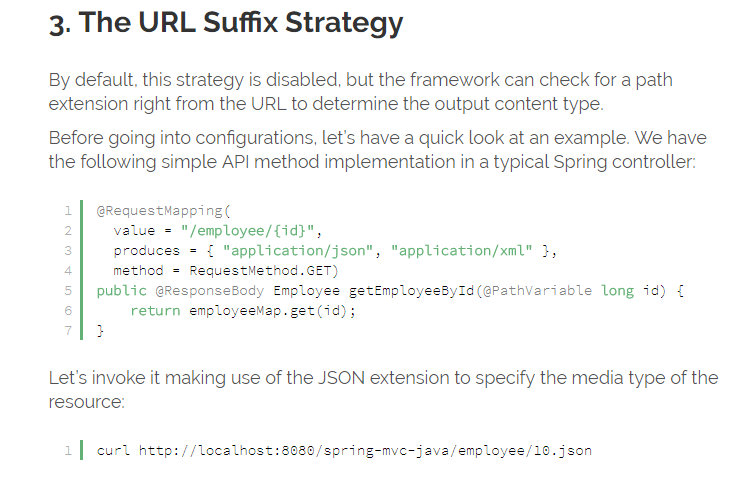 3. The URL Suffix Strategy
By default, this strategy is disabled, but the framework can check for a path
extension right from the URL to determine the output content type.
Before going into configurations, let's have a quick look at an example. We have
the following simple API method implementation in a typical Spring controller:
1 @RequestMapping(
2   value = "/employee/{id}",
3   produces = { "application/json", "application/xml" },
4   method = RequestMethod.GET)
5 public @ResponseBody Employee getEmployeeById(@PathVariable long id) {
6     return employeeMap.get(id);
7 }
Let's invoke it making use of the JSON extension to specify the media type of the
resource:
1 curl http://localhost:8080/spring-mvc-java/employee/10.json